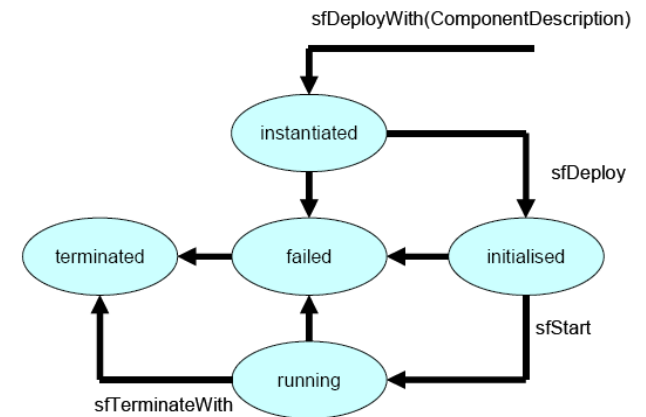 sfDeployWith(ComponentDescription)
instantiated
sfDeploy
terminated
failed
initialised
sfStart
running
sfTerminateWith